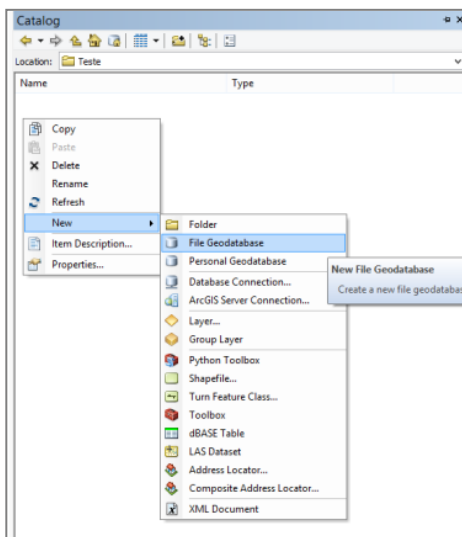 Catalog
Location: Teste
Name Type
Copy
Paste
Delete
Rename
Refresh
New
Item Description...
Properties...
Folder
File Geodatabase
Personal Geodatabase
Database Connection...
ArcGIS Server Connection...
Layer...
Group Layer
Python Toolbox
Shapefile...
Turn Feature Class...
Toolbox
dBASE Table
LAS Dataset
Address Locator...
Composite Address Locator...
XML Document
New File Geodatabase
Create a new file geodatabas